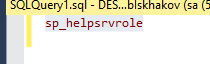 SQLQuery1.sql - DES...blskhakov (sa (5
sp_helpsrvrole